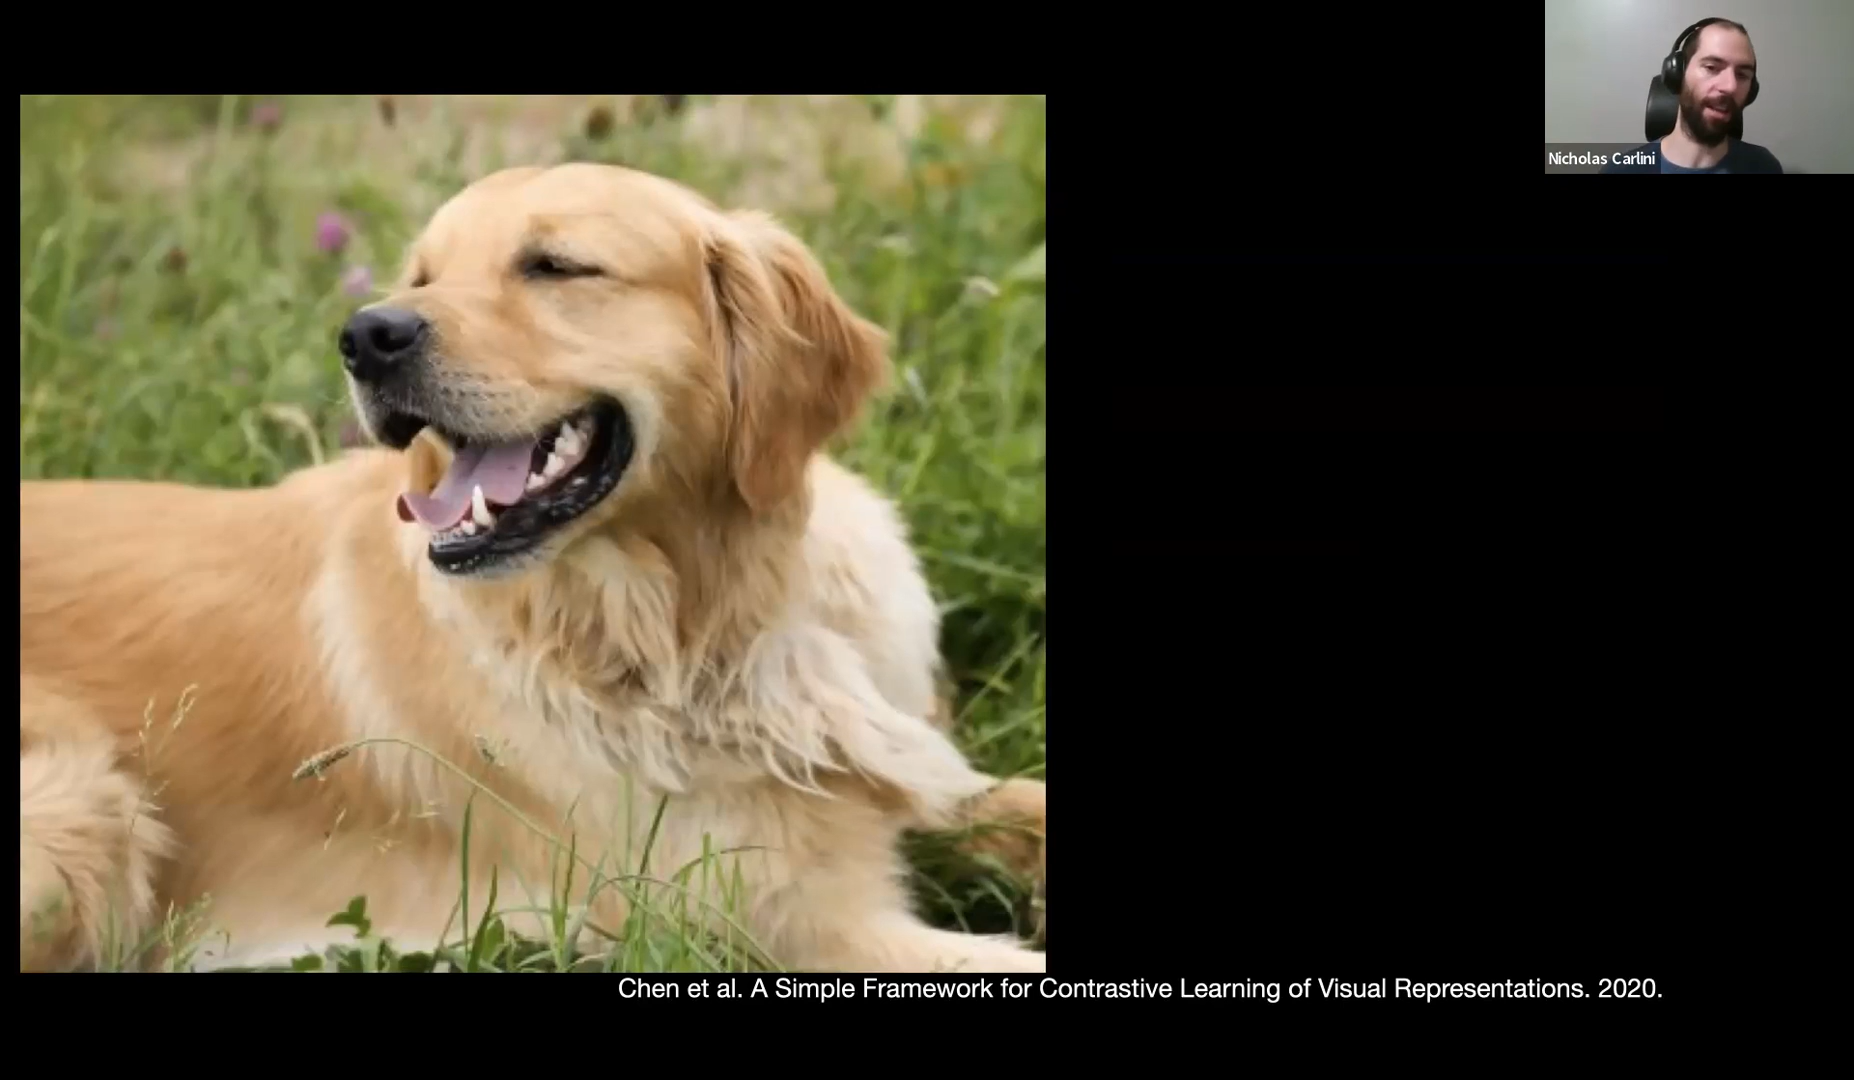 Nicholas Carlini
Chen et al. A Simple Framework for Contrastive Learning of Visual Representations. 2020.